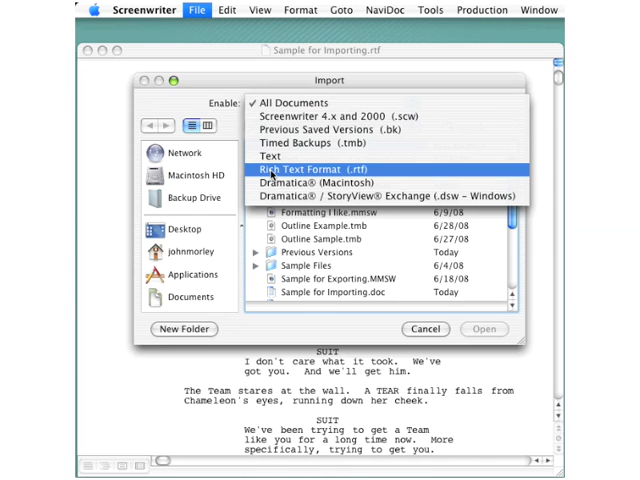 Screenwriter File Edit View Format Goto NaviDoc Tools Production Window
Sample for Importing.rtf
Import
Enable:
✓ All Documents
Screenwriter 4.x and 2000 (.scw)
Previous Saved Versions (.bk)
Timed Backups (.tmb)
Text
Rich Text Format (.rtf)
Dramatica® (Macintosh)
Dramatica® / StoryView® Exchange (.dsw - Windows)
Network
Macintosh HD
Backup Drive
Desktop
johnmorley
Applications
Documents
Formatting I like.mmsw 6/9/08
Outline Example.tmb 6/28/08
Outline Sample.tmb 6/27/08
Previous Versions Today
Sample Files 6/4/08
Sample for Exporting.MMSW 6/18/08
Sample for Importing.doc Today
New Folder Cancel Open
SUIT
I don't care what it took. We've
got you. And we'll get him.
The Team stares at the wall. A TEAR finally falls from
Chameleon's eyes, running down her cheek.
SUIT
We've been trying to get a Team
like you for a long time now. More
specifically, trying to get you.